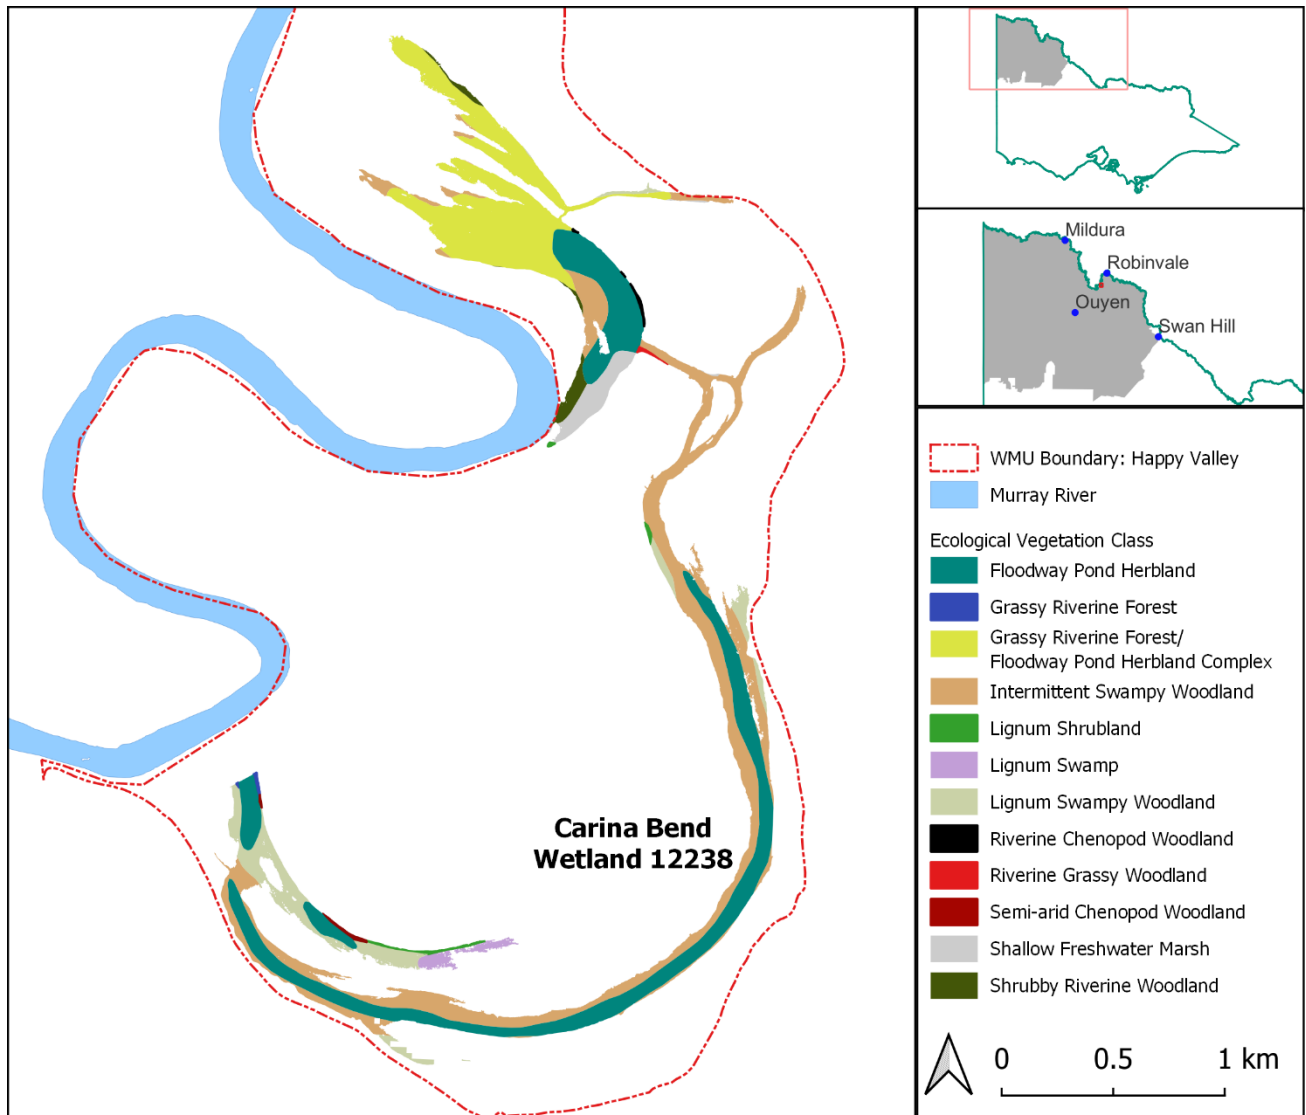 Carina Bend
Wetland 12238
Mildura
Robinvale
Ouyen
Swan Hill
WMU Boundary: Happy Valley
Murray River
Ecological Vegetation Class
Floodway Pond Herbland
Grassy Riverine Forest
Grassy Riverine Forest/
Floodway Pond Herbland Complex
Intermittent Swampy Woodland
Lignum Shrubland
Lignum Swamp
Lignum Swampy Woodland
Riverine Chenopod Woodland
Riverine Grassy Woodland
Semi-arid Chenopod Woodland
Shallow Freshwater Marsh
Shrubby Riverine Woodland
0 0.5 1 km